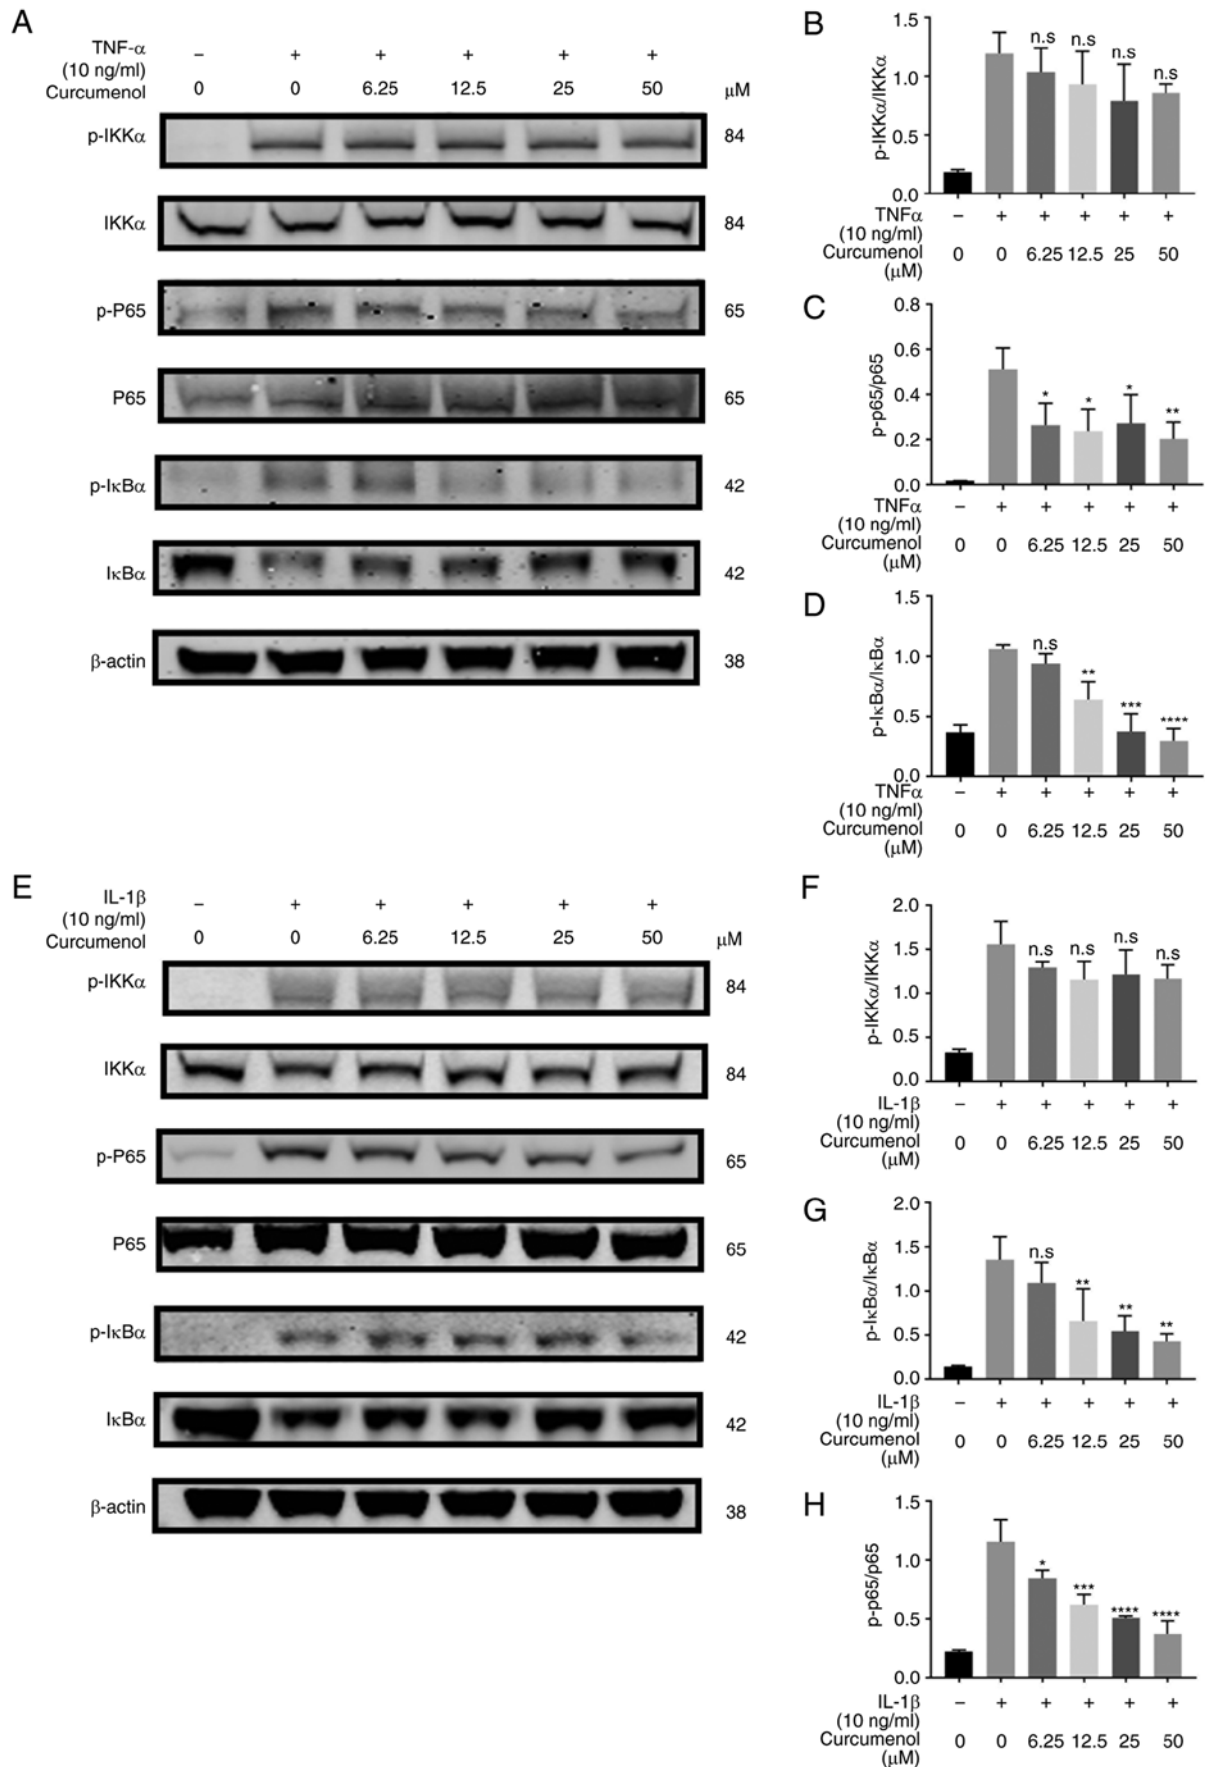 A
TNF-α
(10 ng/ml)
– + + + + +
Curcumenol 0 0 6.25 12.5 25 50 μM
p-IKKα 84
IKKα 84
p-P65 65
P65 65
p-IκBα 42
IκBα 42
β-actin 38
B
p-IKKα/IKKα
1.5
1.0
0.5
0.0
n.s n.s n.s n.s
TNFα – + + + + +
(10 ng/ml)
Curcumenol 0 0 6.25 12.5 25 50
(μM)
C
p-p65/p65
0.8
0.6
0.4
0.2
0.0
* * * **
TNFα – + + + + +
(10 ng/ml)
Curcumenol 0 0 6.25 12.5 25 50
(μM)
D
p-IκBα/IκBα
1.5
1.0
0.5
0.0
n.s ** *** ****
TNFα – + + + + +
(10 ng/ml)
Curcumenol 0 0 6.25 12.5 25 50
(μM)
E
IL-1β
(10 ng/ml)
– + + + + +
Curcumenol 0 0 6.25 12.5 25 50 μM
p-IKKα 84
IKKα 84
p-P65 65
P65 65
p-IκBα 42
IκBα 42
β-actin 38
F
p-IKKα/IKKα
2.0
1.5
1.0
0.5
0.0
n.s n.s n.s n.s
IL-1β – + + + + +
(10 ng/ml)
Curcumenol 0 0 6.25 12.5 25 50
(μM)
G
p-IκBα/IκBα
2.0
1.5
1.0
0.5
0.0
n.s ** ** **
IL-1β – + + + + +
(10 ng/ml)
Curcumenol 0 0 6.25 12.5 25 50
(μM)
H
p-p65/p65
1.5
1.0
0.5
0.0
* *** **** ****
IL-1β – + + + + +
(10 ng/ml)
Curcumenol 0 0 6.25 12.5 25 50
(μM)